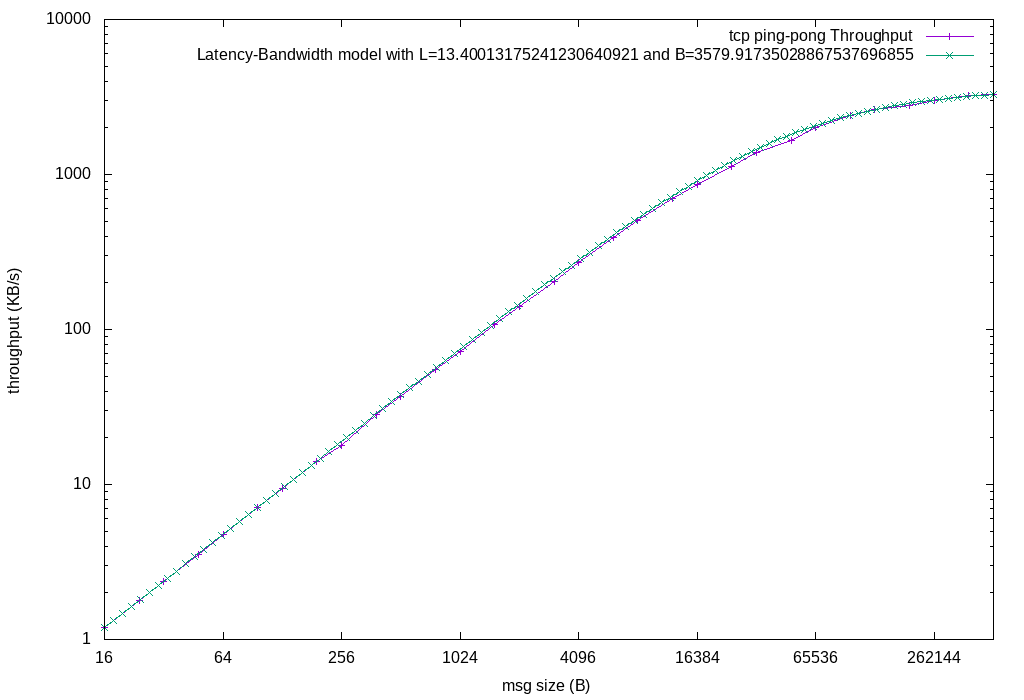 10000
1000
100
10
1
tcp ping-pong Throughput
Latency-Bandwidth model with L=13.40013175241230640921 and B=3579.91735028867537696855
throughput (KB/s)
16 64 256 1024 4096 16384 65536 262144
msg size (B)